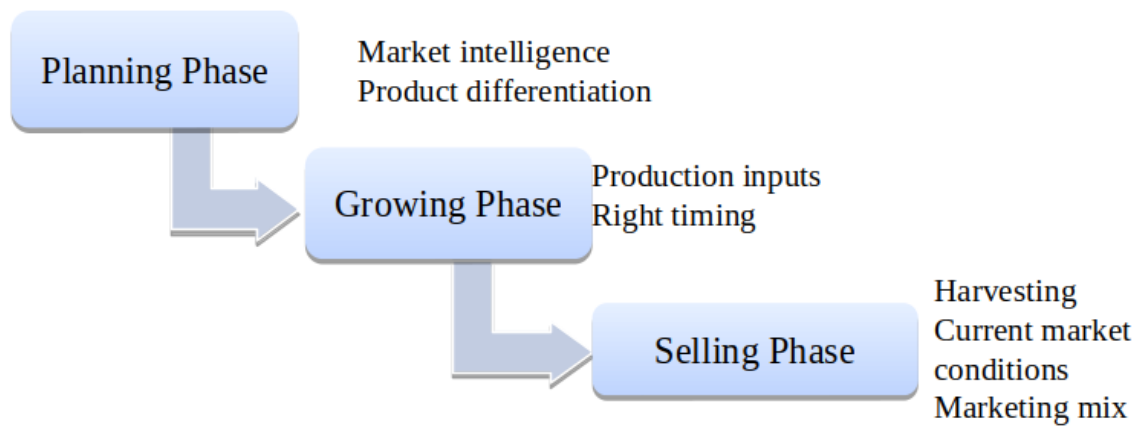 Planning Phase
Market intelligence
Product differentiation
Growing Phase
Production inputs
Right timing
Selling Phase
Harvesting
Current market
conditions
Marketing mix